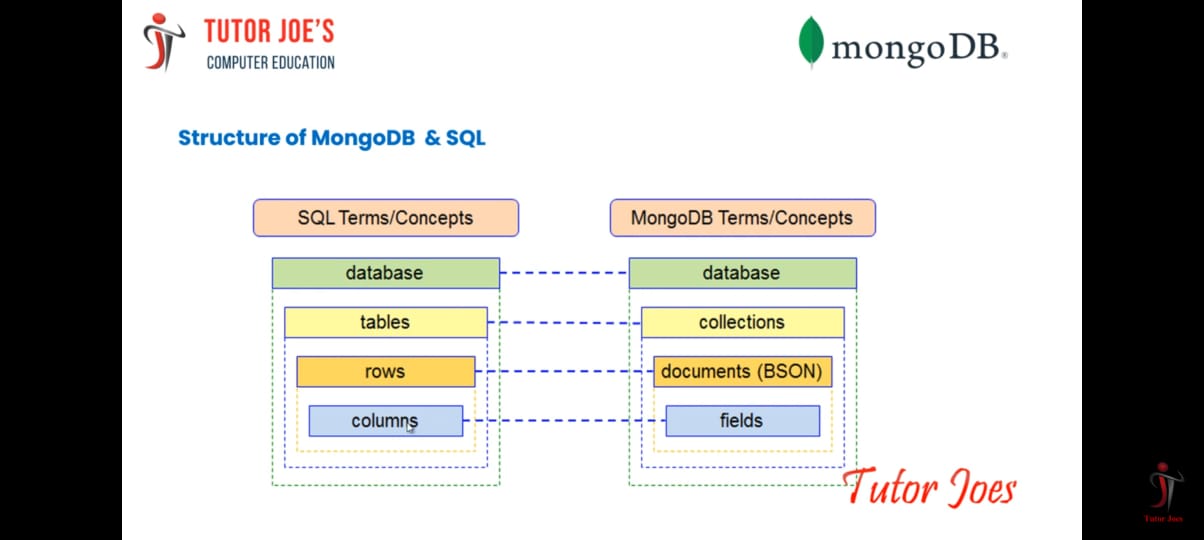 TUTOR JOE'S
COMPUTER EDUCATION
mongoDB®
Structure of MongoDB & SQL
SQL Terms/Concepts
MongoDB Terms/Concepts
database
database
tables
collections
rows
documents (BSON)
columns
fields
Tutor Joes
Tutor Joes